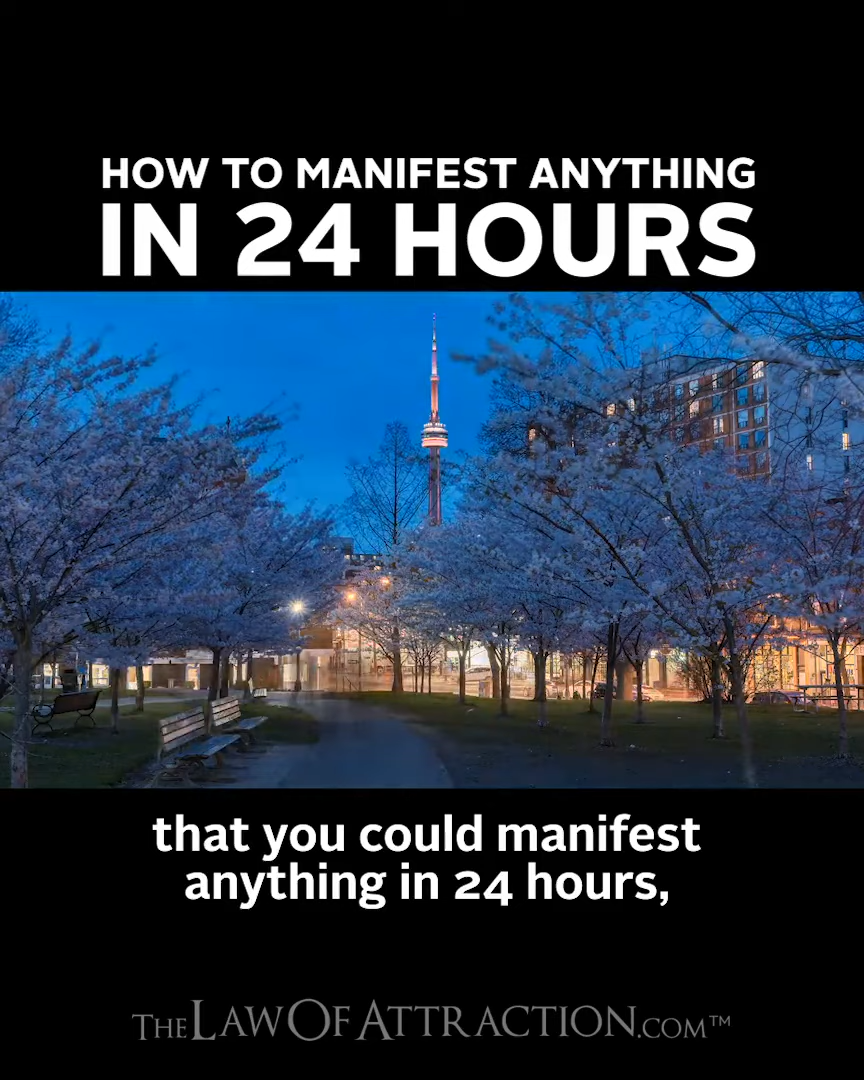 HOW TO MANIFEST ANYTHING
IN 24 HOURS
that you could manifest
anything in 24 hours,
THELAWOFATTRACTION.COM™